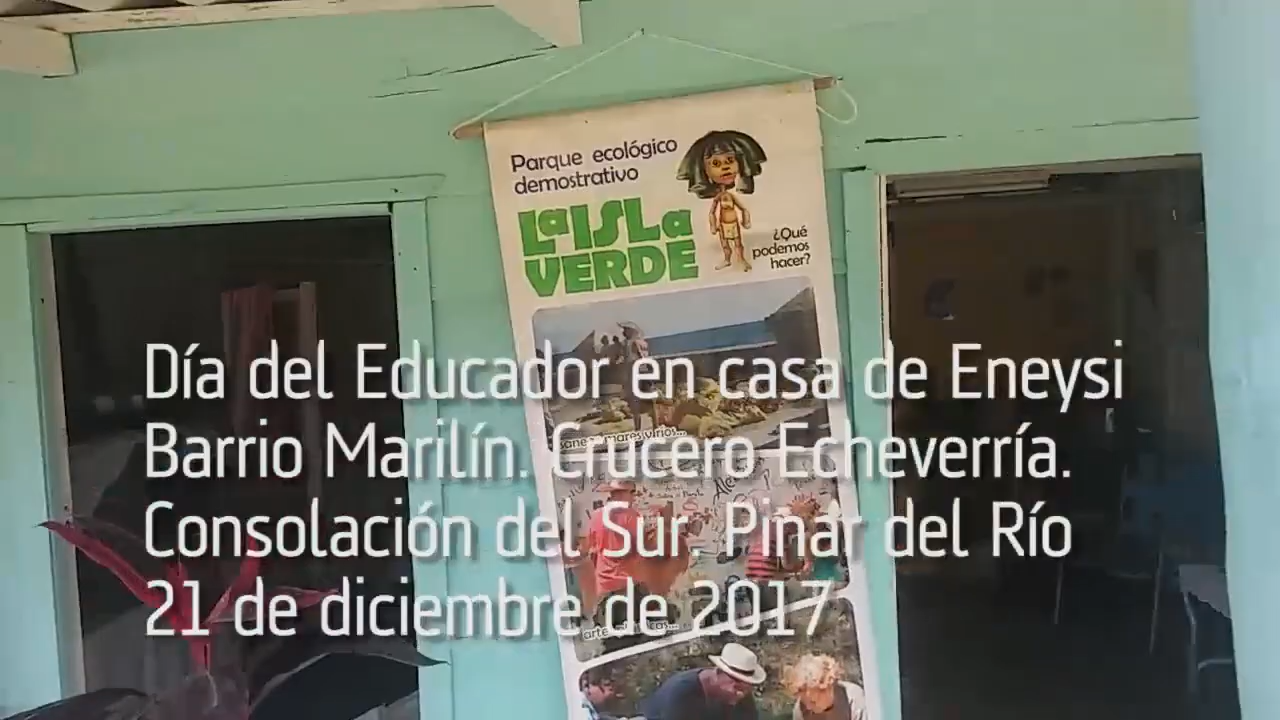 Parque ecológico
demostrativo
La ISLa
VERDE
¿Qué
podemos
hacer?
Día del Educador en casa de Eneysi
Barrio Marilín. Crucero Echeverría.
Consolación del Sur. Pinar del Río
21 de diciembre de 2017